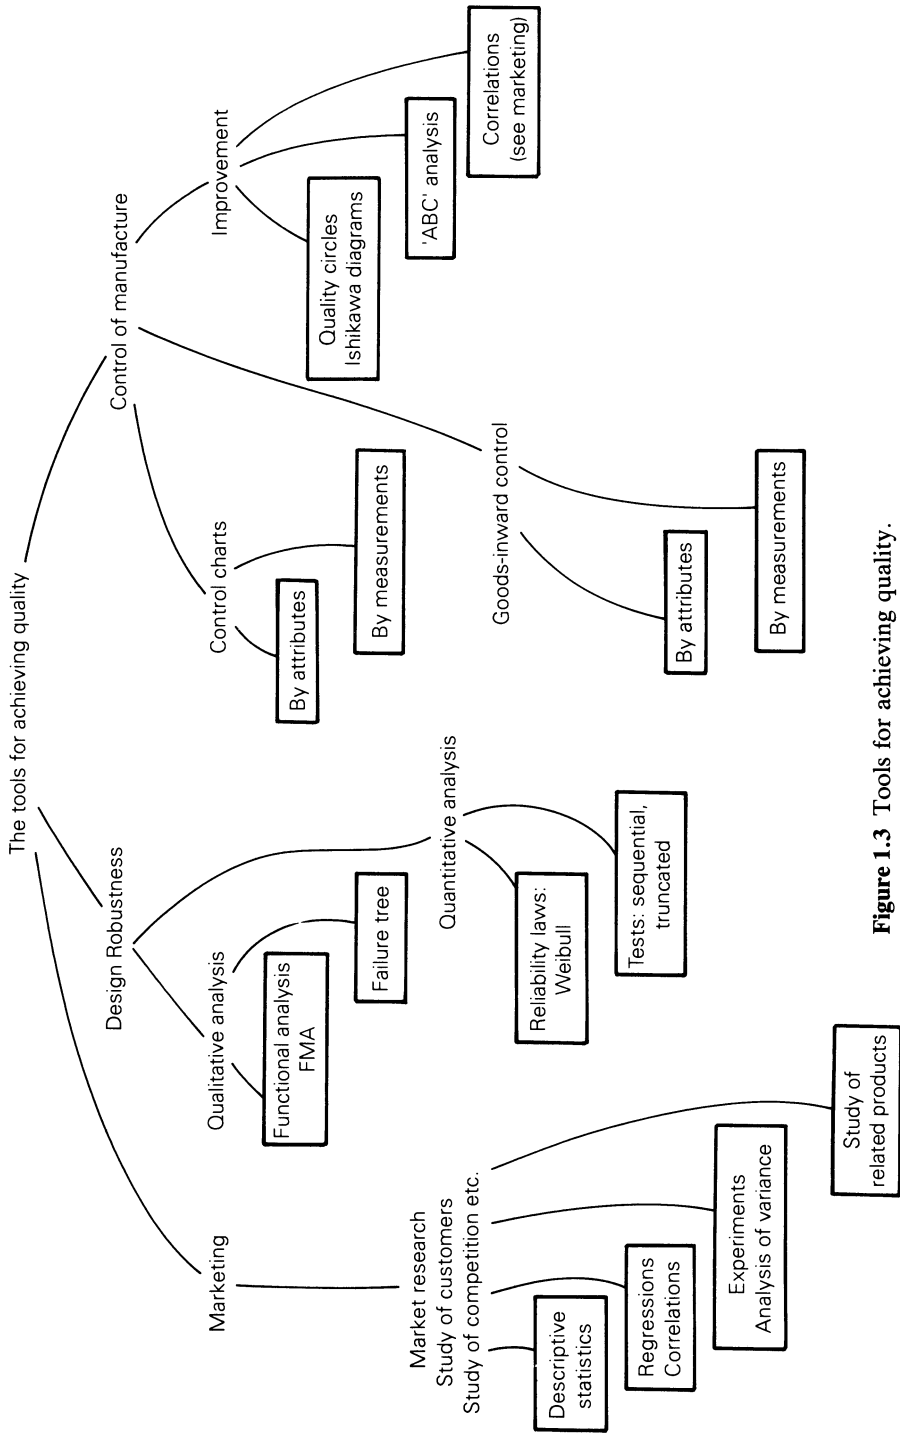 The tools for achieving quality
Marketing
Market research
Study of customers
Study of competition etc.
Descriptive
statistics
Regressions
Correlations
Experiments
Analysis of variance
Study of
related products
Design Robustness
Qualitative analysis
Functional analysis
FMA
Failure tree
Quantitative analysis
Reliability laws:
Weibull
Tests: sequential,
truncated
Control of manufacture
Control charts
By attributes
By measurements
Goods-inward control
By attributes
By measurements
Improvement
Quality circles
Ishikawa diagrams
'ABC' analysis
Correlations
(see marketing)
Figure 1.3 Tools for achieving quality.